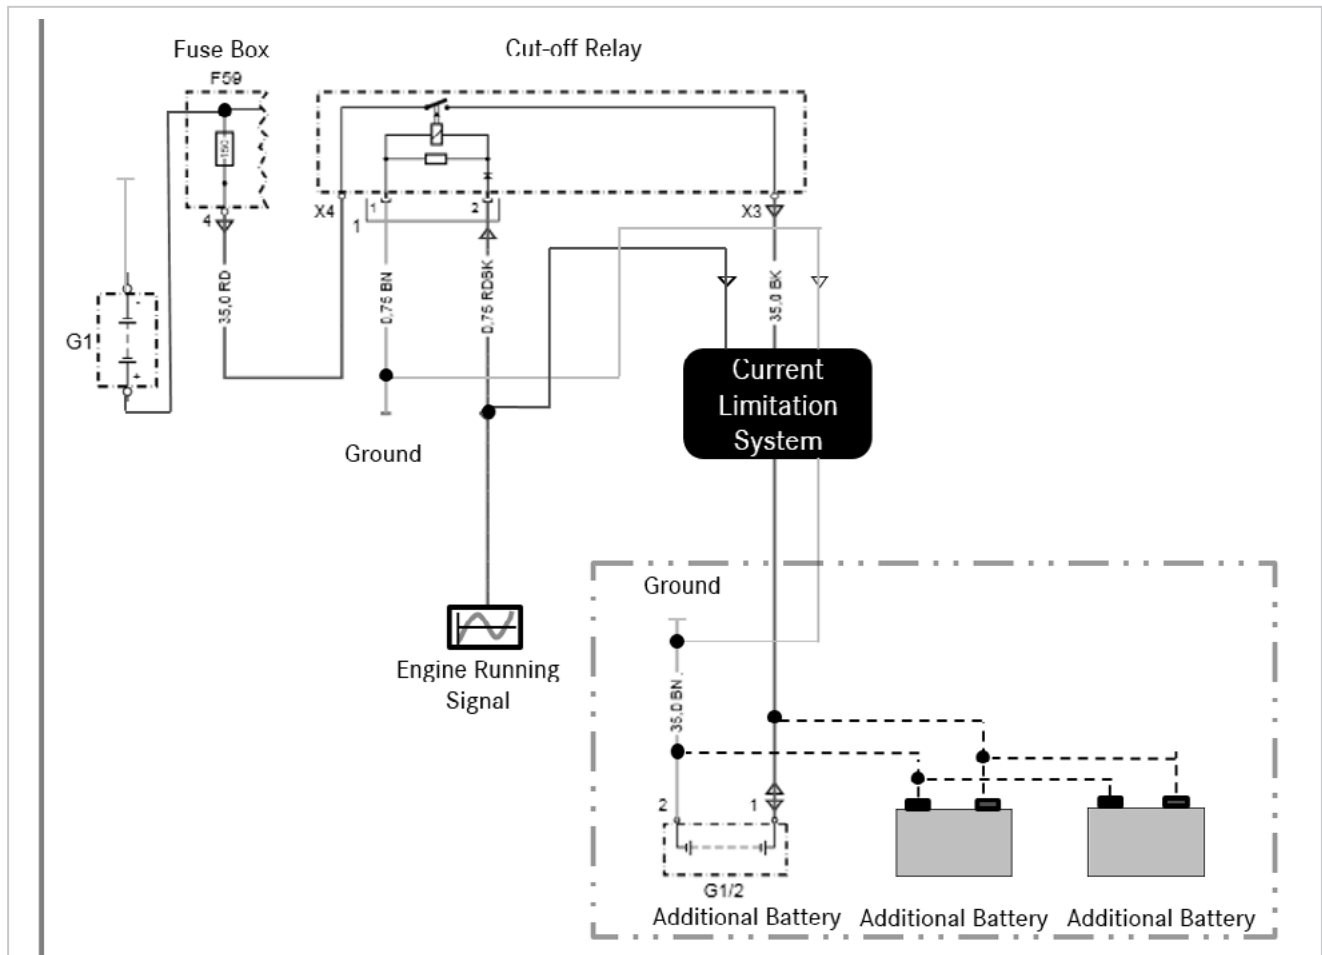 Fuse Box
Cut-off Relay
F59
150
4
X4
1
1
2
X3
35,0 RD
0,75 BN
0,75 RDBK
35,0 BK
G1
-
+
Current
Limitation
System
Ground
Engine Running
Signal
Ground
35,0 BN
2
1
G1/2
Additional Battery
Additional Battery
Additional Battery